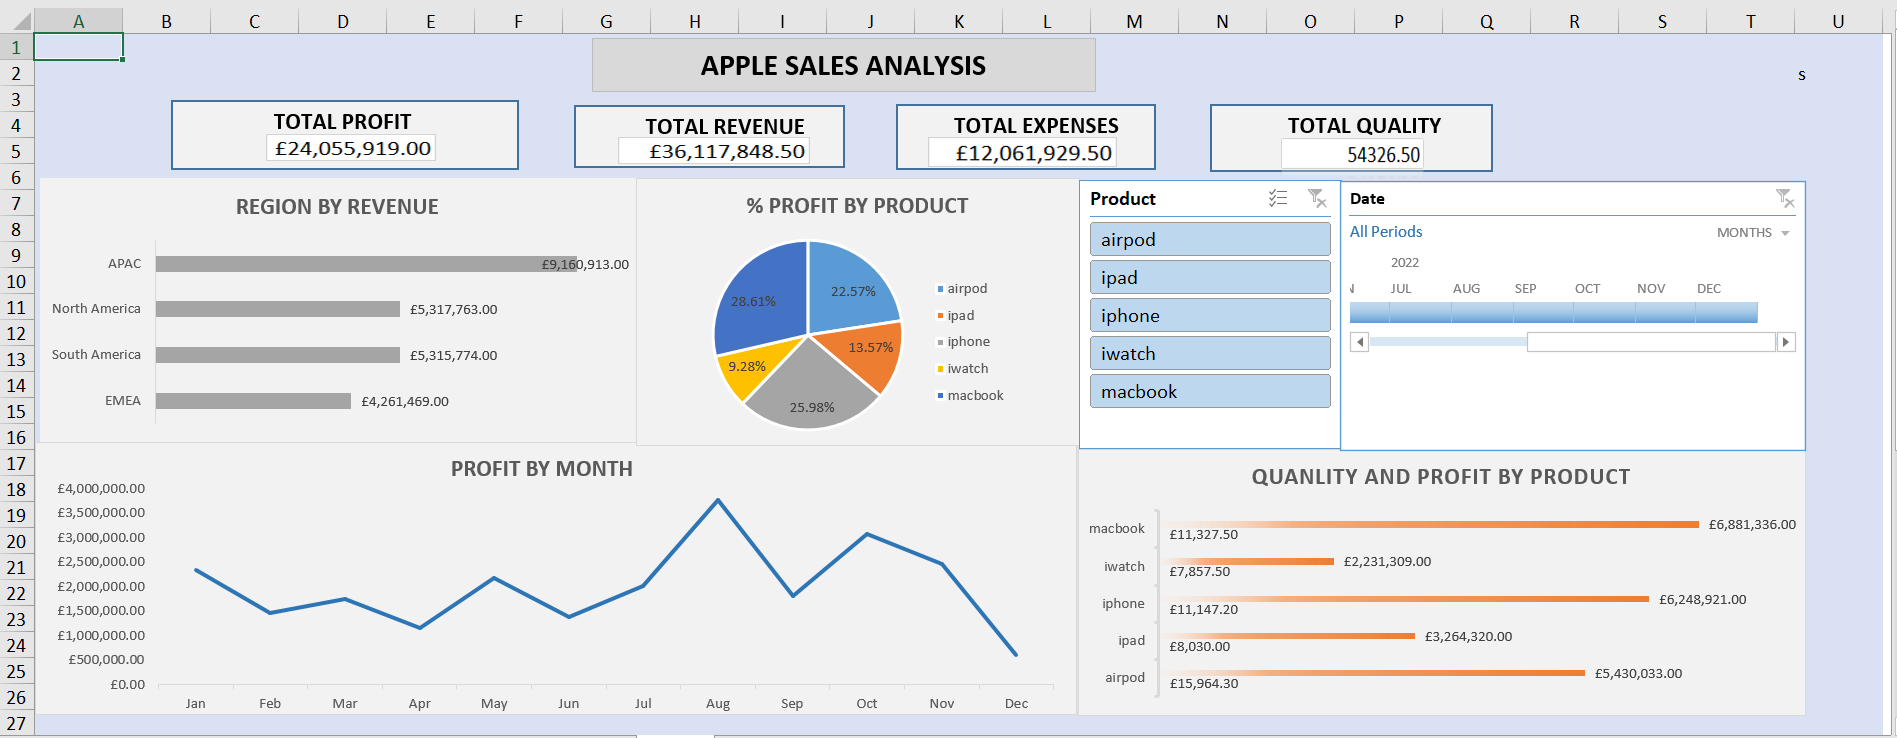 A B C D E F G H I J K L M N O P Q R S T U
1
2
3
4
5
6
7
8
9
10
11
12
13
14
15
16
17
18
19
20
21
22
23
24
25
26
27
APPLE SALES ANALYSIS
s
TOTAL PROFIT
£24,055,919.00
TOTAL REVENUE
£36,117,848.50
TOTAL EXPENSES
£12,061,929.50
TOTAL QUALITY
54326.50
REGION BY REVENUE
APAC £9,160,913.00
North America £5,317,763.00
South America £5,315,774.00
EMEA £4,261,469.00
% PROFIT BY PRODUCT
28.61% 22.57%
13.57%
9.28%
25.98%
airpod
ipad
iphone
iwatch
macbook
Product
airpod
ipad
iphone
iwatch
macbook
Date
All Periods MONTHS
2022
JUL AUG SEP OCT NOV DEC
PROFIT BY MONTH
£4,000,000.00
£3,500,000.00
£3,000,000.00
£2,500,000.00
£2,000,000.00
£1,500,000.00
£1,000,000.00
£500,000.00
£0.00
Jan Feb Mar Apr May Jun Jul Aug Sep Oct Nov Dec
QUANLITY AND PROFIT BY PRODUCT
macbook £6,881,336.00
£11,327.50
iwatch £2,231,309.00
£7,857.50
iphone £6,248,921.00
£11,147.20
ipad £3,264,320.00
£8,030.00
airpod £5,430,033.00
£15,964.30